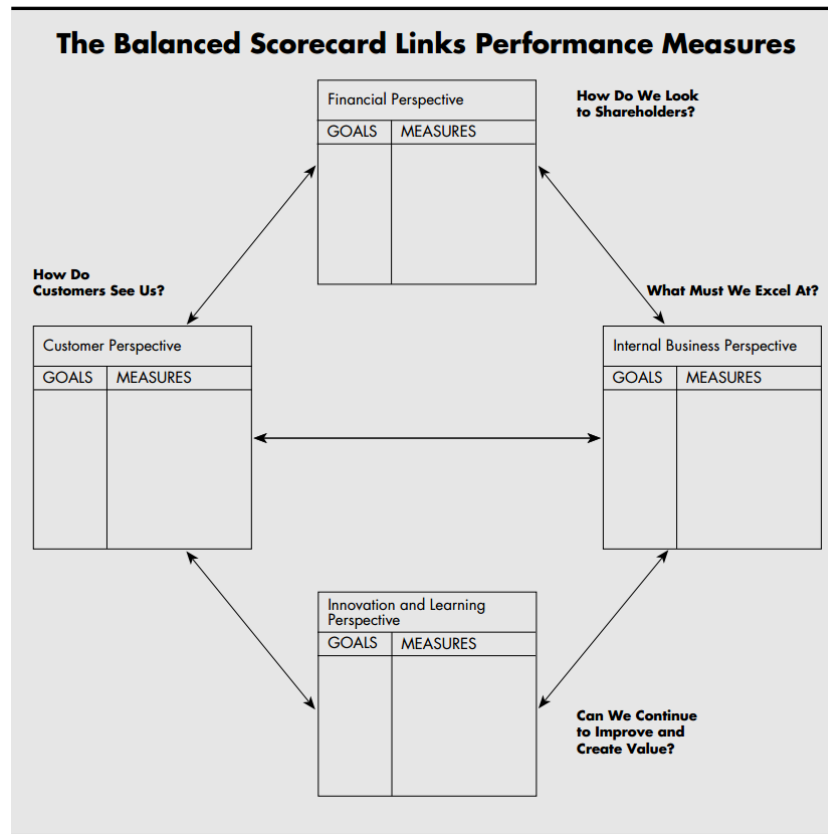 The Balanced Scorecard Links Performance Measures
Financial Perspective
GOALS MEASURES
How Do We Look
to Shareholders?
How Do
Customers See Us?
What Must We Excel At?
Customer Perspective
GOALS MEASURES
Internal Business Perspective
GOALS MEASURES
Innovation and Learning
Perspective
GOALS MEASURES
Can We Continue
to Improve and
Create Value?